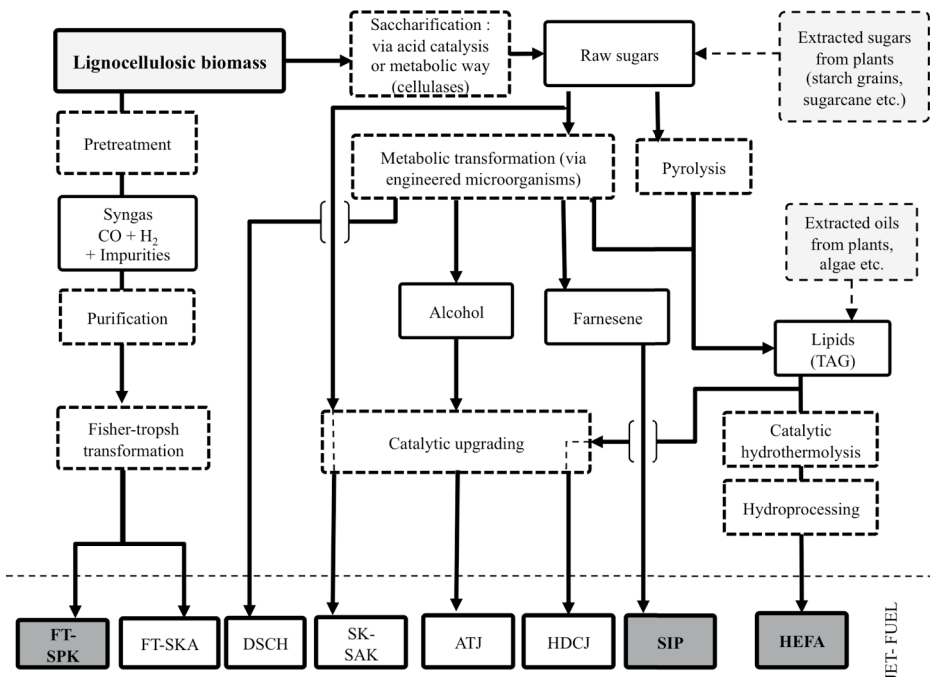 Saccharification :
via acid catalysis
or metabolic way
(cellulases)
Lignocellulosic biomass
Raw sugars
Extracted sugars
from plants
(starch grains,
sugarcane etc.)
Pretreatment
Metabolic transformation (via
engineered microorganisms)
Pyrolysis
Syngas
CO + H₂
+ Impurities
Extracted oils
from plants,
algae etc.
Purification
Alcohol
Farnesene
Lipids
(TAG)
Fisher-tropsh
transformation
Catalytic upgrading
Catalytic
hydrothermolysis
Hydroprocessing
FT-
SPK
FT-SKA
DSCH
SK-
SAK
ATJ
HDCJ
SIP
HEFA
JET- FUEL